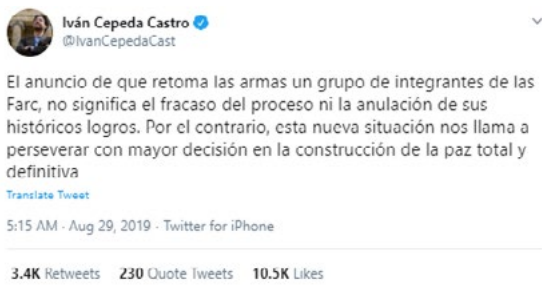 Iván Cepeda Castro
@IvanCepedaCast
El anuncio de que retoma las armas un grupo de integrantes de las
Farc, no significa el fracaso del proceso ni la anulación de sus
históricos logros. Por el contrario, esta nueva situación nos llama a
perseverar con mayor decisión en la construcción de la paz total y
definitiva
Translate Tweet
5:15 AM · Aug 29, 2019 · Twitter for iPhone
3.4K Retweets 230 Quote Tweets 10.5K Likes